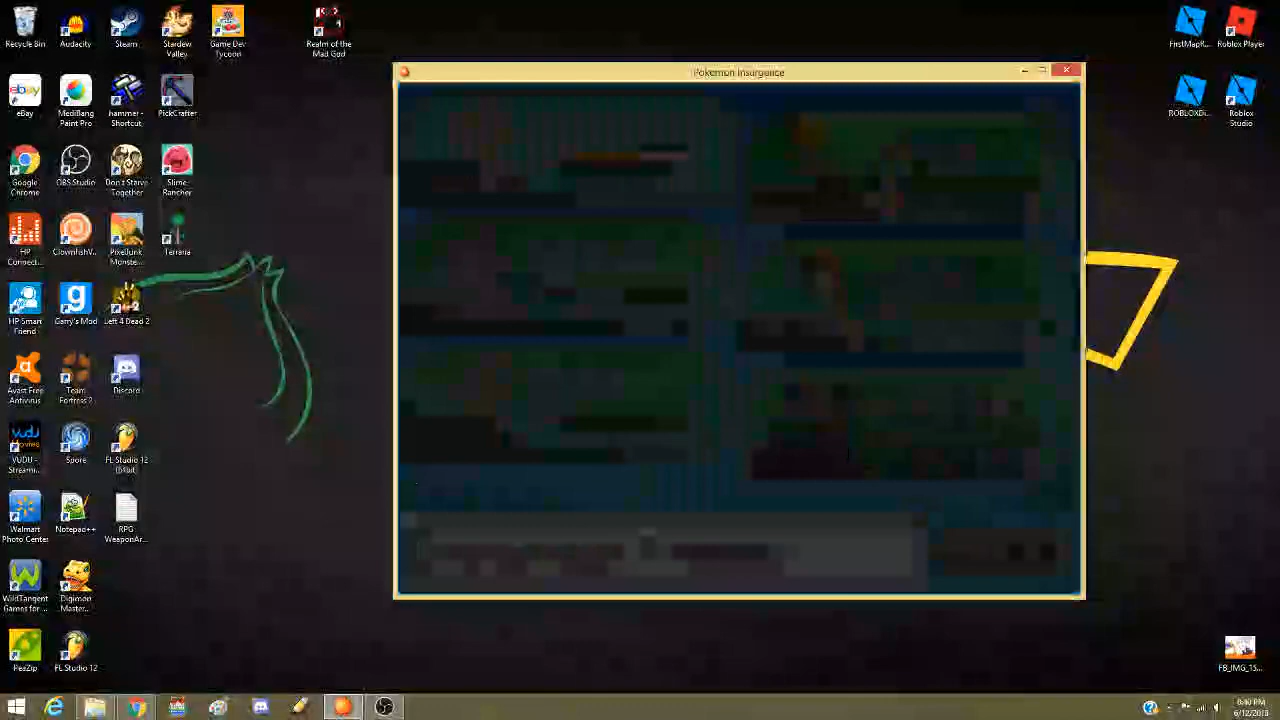 Pokemon Insurgence
Recycle Bin
Audacity
Steam
Stardew Valley
Game Dev Tycoon
Realm of the Mad God
FirstMapR...
Roblox Player
eBay
MediBang Paint Pro
hammer - Shortcut
PickCrafter
ROBLOXDi...
Roblox Studio
Google Chrome
OBS Studio
Don't Starve Together
Slime Rancher
HP Connect...
ClownfishV...
PixelJunk Monste...
Terraria
HP Smart Friend
Garry's Mod
Left 4 Dead 2
Avast Free Antivirus
Team Fortress 2
Discord
VUDU - Streami...
Spore
FL Studio 12 (64bit)
Walmart Photo Center
Notepad++
RPG WeaponAr...
WildTangent Games for ...
Digimon Master...
PeaZip
FL Studio 12
FB_IMG_15...